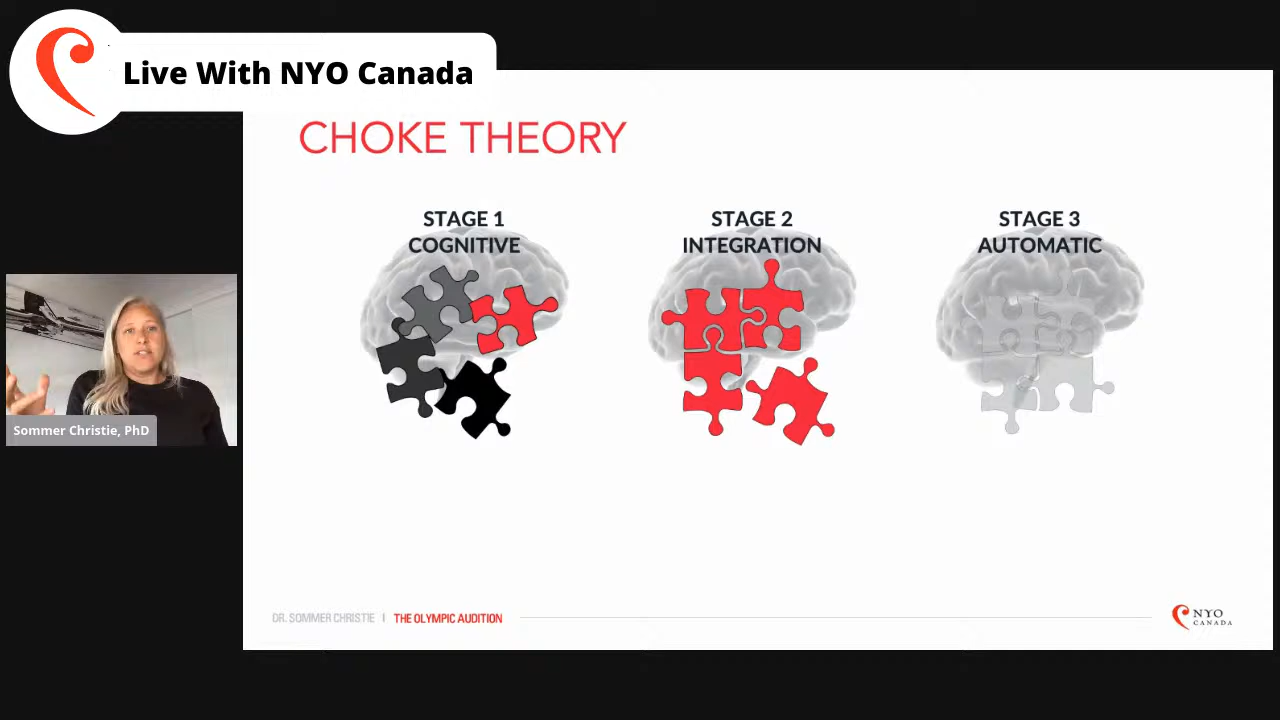 Live With NYO Canada
CHOKE THEORY
STAGE 1
COGNITIVE
STAGE 2
INTEGRATION
STAGE 3
AUTOMATIC
Sommer Christie, PhD
DR. SOMMER CHRISTIE | THE OLYMPIC AUDITION
NYO
CANADA